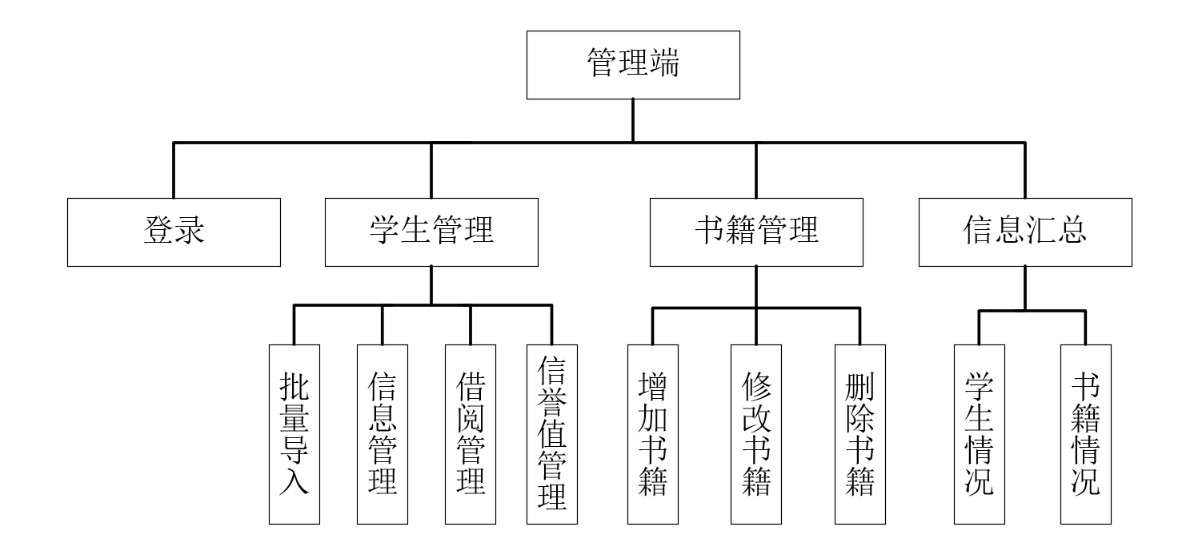 管理端
登录
学生管理
书籍管理
信息汇总
批量导入
信息管理
借阅管理
信誉值管理
增加书籍
修改书籍
删除书籍
学生情况
书籍情况